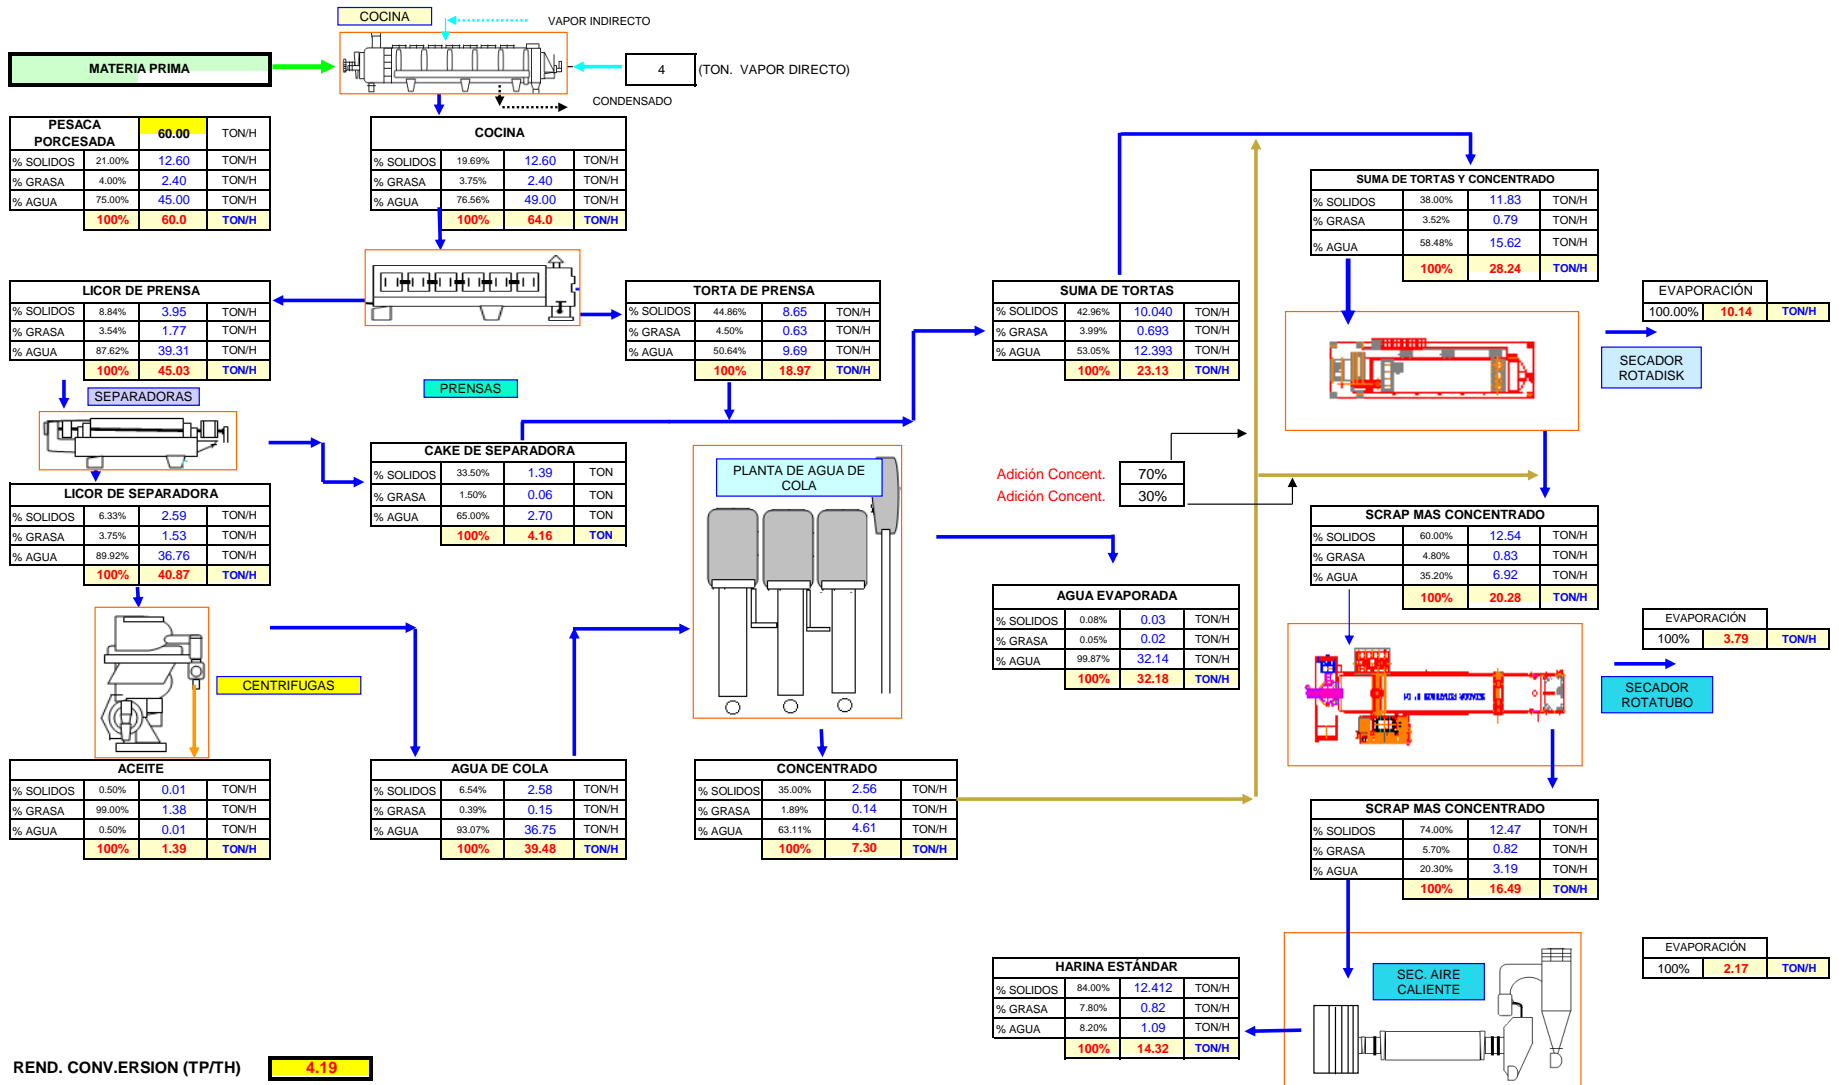 COCINA
VAPOR INDIRECTO
MATERIA PRIMA
4 (TON. VAPOR DIRECTO)
CONDENSADO
PESACA PORCESADA 60.00 TON/H
% SOLIDOS 21.00% 12.60 TON/H
% GRASA 4.00% 2.40 TON/H
% AGUA 75.00% 45.00 TON/H
100% 60.0 TON/H
COCINA
% SOLIDOS 19.69% 12.60 TON/H
% GRASA 3.75% 2.40 TON/H
% AGUA 76.56% 49.00 TON/H
100% 64.0 TON/H
SUMA DE TORTAS Y CONCENTRADO
% SOLIDOS 38.00% 11.83 TON/H
% GRASA 3.52% 0.79 TON/H
% AGUA 58.48% 15.62 TON/H
100% 28.24 TON/H
LICOR DE PRENSA
% SOLIDOS 8.84% 3.95 TON/H
% GRASA 3.54% 1.77 TON/H
% AGUA 87.62% 39.31 TON/H
100% 45.03 TON/H
TORTA DE PRENSA
% SOLIDOS 44.86% 8.65 TON/H
% GRASA 4.50% 0.63 TON/H
% AGUA 50.64% 9.69 TON/H
100% 18.97 TON/H
SUMA DE TORTAS
% SOLIDOS 42.96% 10.040 TON/H
% GRASA 3.99% 0.693 TON/H
% AGUA 53.05% 12.393 TON/H
100% 23.13 TON/H
EVAPORACIÓN
100.00% 10.14 TON/H
SECADOR
ROTADISK
SEPARADORAS
PRENSAS
CAKE DE SEPARADORA
% SOLIDOS 33.50% 1.39 TON
% GRASA 1.50% 0.06 TON
% AGUA 65.00% 2.70 TON
100% 4.16 TON
PLANTA DE AGUA DE
COLA
Adición Concent. 70%
Adición Concent. 30%
LICOR DE SEPARADORA
% SOLIDOS 6.33% 2.59 TON/H
% GRASA 3.75% 1.53 TON/H
% AGUA 89.92% 36.76 TON/H
100% 40.87 TON/H
SCRAP MAS CONCENTRADO
% SOLIDOS 60.00% 12.54 TON/H
% GRASA 4.80% 0.83 TON/H
% AGUA 35.20% 6.92 TON/H
100% 20.28 TON/H
AGUA EVAPORADA
% SOLIDOS 0.08% 0.03 TON/H
% GRASA 0.05% 0.02 TON/H
% AGUA 99.87% 32.14 TON/H
100% 32.18 TON/H
EVAPORACIÓN
100% 3.79 TON/H
SECADOR
ROTATUBO
CENTRIFUGAS
ACEITE
% SOLIDOS 0.50% 0.01 TON/H
% GRASA 99.00% 1.38 TON/H
% AGUA 0.50% 0.01 TON/H
100% 1.39 TON/H
AGUA DE COLA
% SOLIDOS 6.54% 2.58 TON/H
% GRASA 0.39% 0.15 TON/H
% AGUA 93.07% 36.75 TON/H
100% 39.48 TON/H
CONCENTRADO
% SOLIDOS 35.00% 2.56 TON/H
% GRASA 1.89% 0.14 TON/H
% AGUA 63.11% 4.61 TON/H
100% 7.30 TON/H
SCRAP MAS CONCENTRADO
% SOLIDOS 74.00% 12.47 TON/H
% GRASA 5.70% 0.82 TON/H
% AGUA 20.30% 3.19 TON/H
100% 16.49 TON/H
HARINA ESTÁNDAR
% SOLIDOS 84.00% 12.412 TON/H
% GRASA 7.80% 0.82 TON/H
% AGUA 8.20% 1.09 TON/H
100% 14.32 TON/H
SEC. AIRE
CALIENTE
EVAPORACIÓN
100% 2.17 TON/H
REND. CONV.ERSION (TP/TH) 4.19